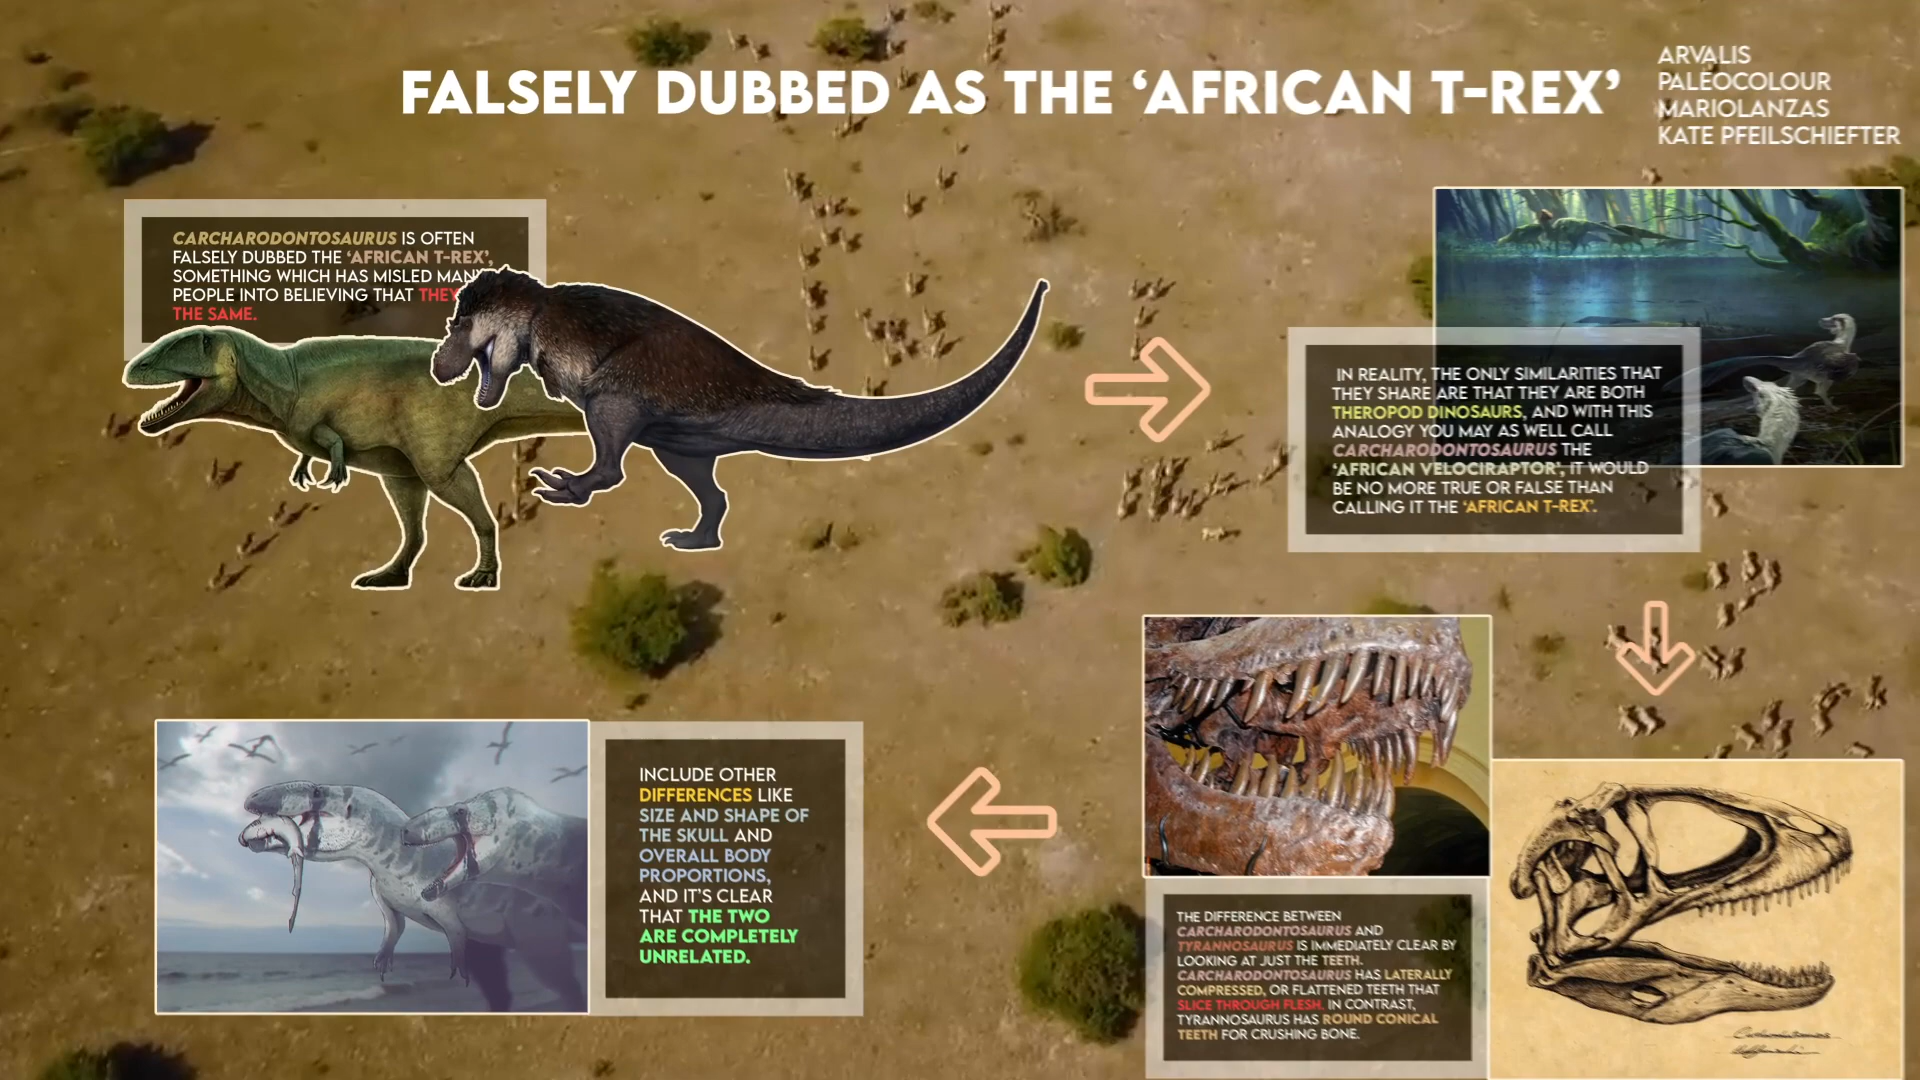 FALSELY DUBBED AS THE ‘AFRICAN T-REX’
ARVALIS
PALEOCOLOUR
MARIOLANZAS
KATE PFEILSCHIEFTER
CARCHARODONTOSAURUS IS OFTEN
FALSELY DUBBED THE ‘AFRICAN T-REX’,
SOMETHING WHICH HAS MISLED MANY
PEOPLE INTO BELIEVING THAT THEY
THE SAME.
IN REALITY, THE ONLY SIMILARITIES THAT
THEY SHARE ARE THAT THEY ARE BOTH
THEROPOD DINOSAURS, AND WITH THIS
ANALOGY YOU MAY AS WELL CALL
CARCHARODONTOSAURUS THE
‘AFRICAN VELOCIRAPTOR’, IT WOULD
BE NO MORE TRUE OR FALSE THAN
CALLING IT THE ‘AFRICAN T-REX’.
THE DIFFERENCE BETWEEN
CARCHARODONTOSAURUS AND
TYRANNOSAURUS IS IMMEDIATELY CLEAR BY
LOOKING AT JUST THE TEETH.
CARCHARODONTOSAURUS HAS LATERALLY
COMPRESSED, OR FLATTENED TEETH THAT
SLICE THROUGH FLESH. IN CONTRAST,
TYRANNOSAURUS HAS ROUND CONICAL
TEETH FOR CRUSHING BONE.
INCLUDE OTHER
DIFFERENCES LIKE
SIZE AND SHAPE OF
THE SKULL AND
OVERALL BODY
PROPORTIONS,
AND IT’S CLEAR
THAT THE TWO
ARE COMPLETELY
UNRELATED.